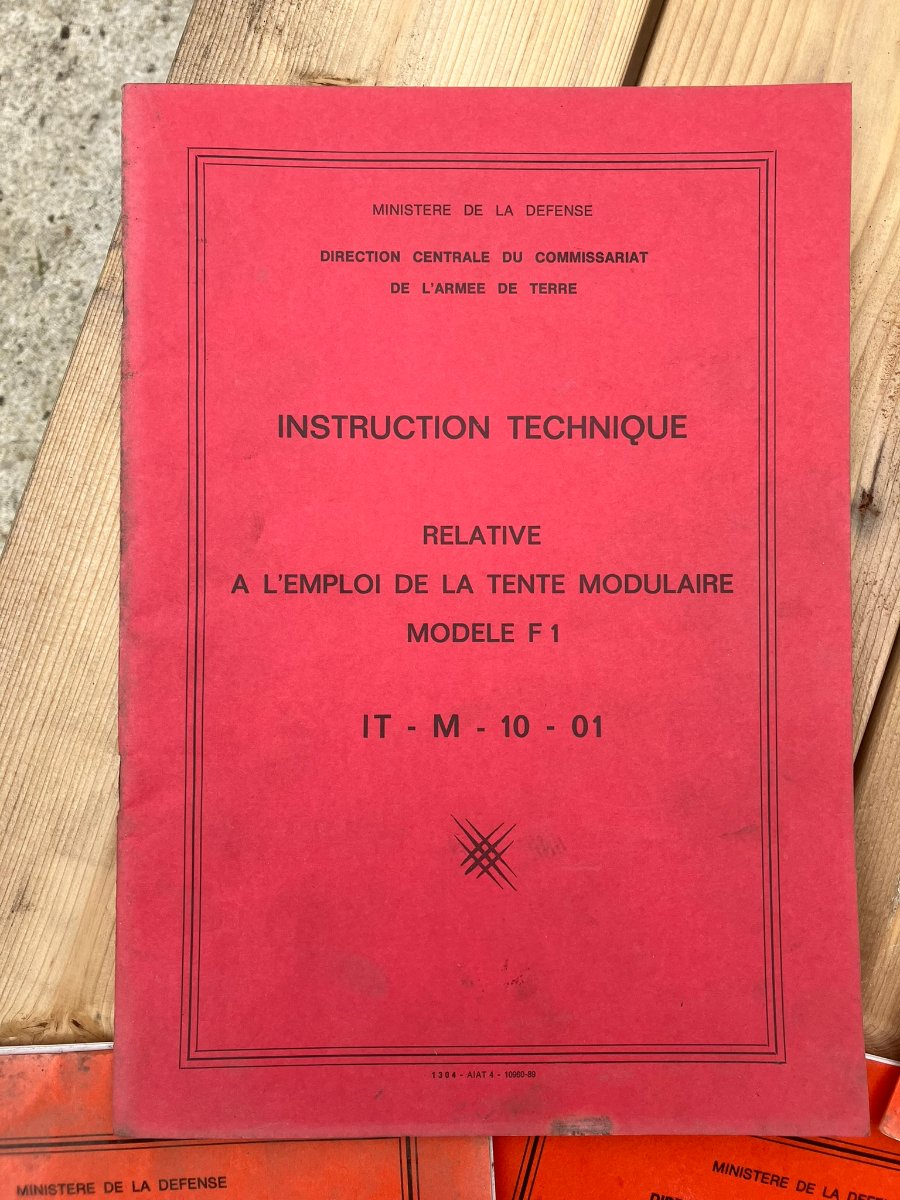 MINISTERE DE LA DEFENSE
DIRECTION CENTRALE DU COMMISSARIAT
DE L'ARMEE DE TERRE
INSTRUCTION TECHNIQUE
RELATIVE
A L'EMPLOI DE LA TENTE MODULAIRE
MODELE F 1
IT - M - 10 - 01
1304 - AIAT 4 - 10960-89
MINISTERE DE LA DEFENSE
MINISTERE DE LA DEFENS